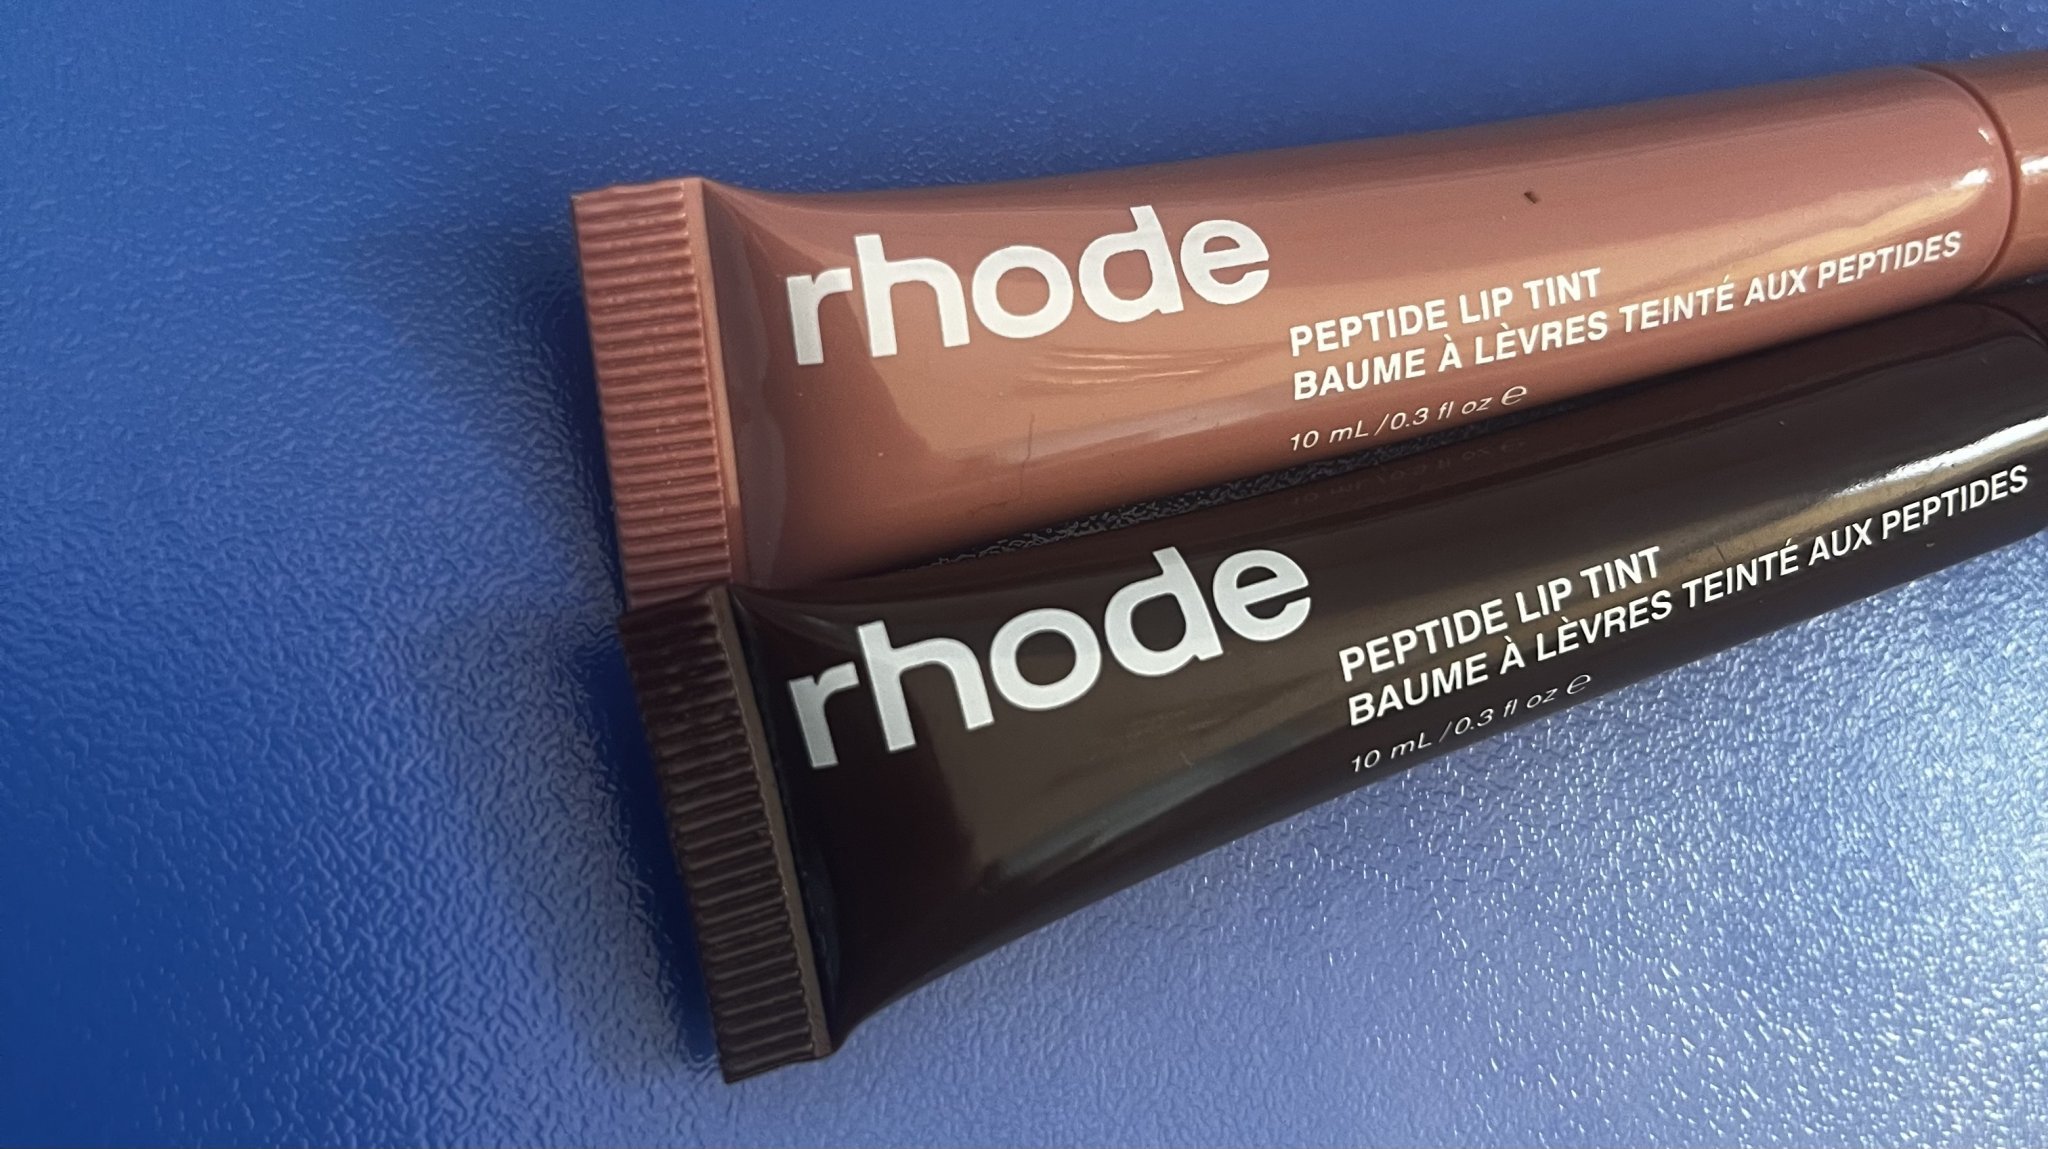 rhode
PEPTIDE LIP TINT
BAUME À LÈVRES TEINTÉ AUX PEPTIDES
10 mL / 0.3 fl oz ℮
rhode
PEPTIDE LIP TINT
BAUME À LÈVRES TEINTÉ AUX PEPTIDES
10 mL / 0.3 fl oz ℮